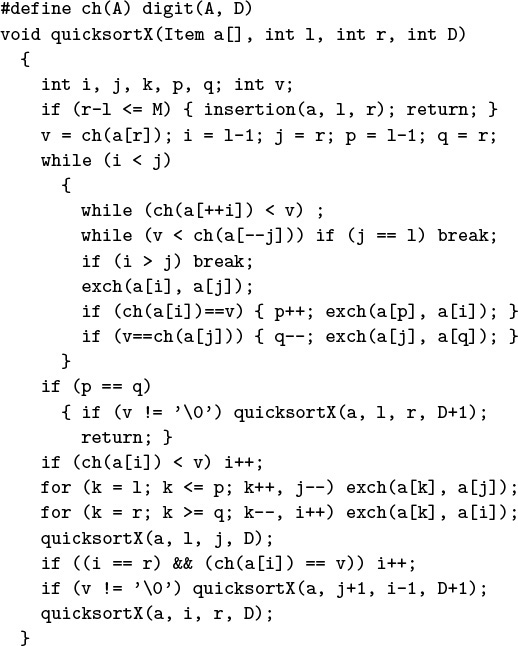 #define ch(A) digit(A, D)
void quicksortX(Item a[], int l, int r, int D)
  {
    int i, j, k, p, q; int v;
    if (r-l <= M) { insertion(a, l, r); return; }
    v = ch(a[r]); i = l-1; j = r; p = l-1; q = r;
    while (i < j)
      {
        while (ch(a[++i]) < v) ;
        while (v < ch(a[--j])) if (j == l) break;
        if (i > j) break;
        exch(a[i], a[j]);
        if (ch(a[i])==v) { p++; exch(a[p], a[i]); }
        if (v==ch(a[j])) { q--; exch(a[j], a[q]); }
      }
    if (p == q)
      { if (v != '\0') quicksortX(a, l, r, D+1);
        return; }
    if (ch(a[i]) < v) i++;
    for (k = l; k <= p; k++, j--) exch(a[k], a[j]);
    for (k = r; k >= q; k--, i++) exch(a[k], a[i]);
    quicksortX(a, l, j, D);
    if ((i == r) && (ch(a[i]) == v)) i++;
    if (v != '\0') quicksortX(a, j+1, i-1, D+1);
    quicksortX(a, i, r, D);
  }